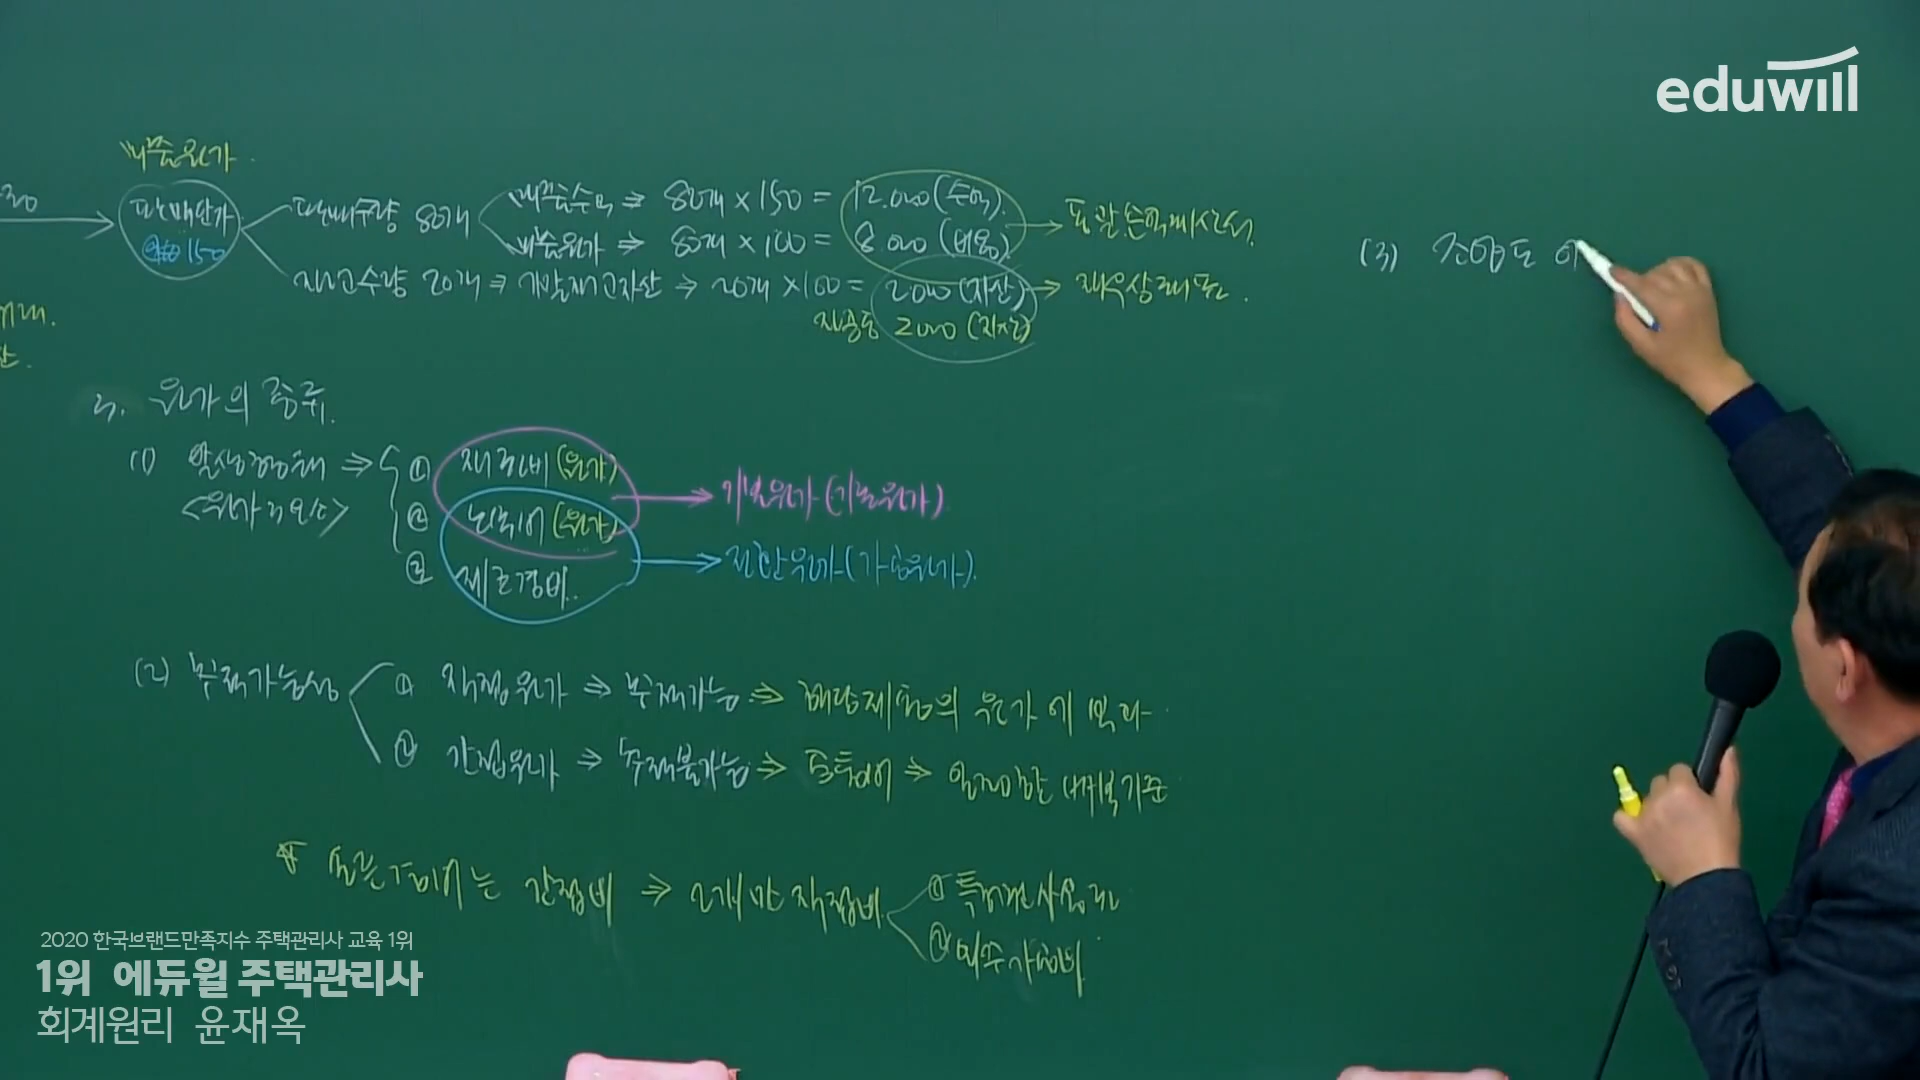 eduwill
매출원가
판매단가
@150
판매수량 80개
매출수익 ⇒ 80개 × 150 = 12,000 (수익)
매출원가 ⇒ 80개 × 100 = 8,000 (비용)
→ 포괄손익계산서
재고수량 20개 ⇒ 기말재고자산 ⇒ 20개 × 100 = 2,000 (자산)
→ 재무상태표
2,000 (자산)
원가의 종류
(1) 발생형태 ⇒
<원가요소>
① 재료비 (원가)
② 노무비 (원가)
③ 제조경비
→ 기본원가 (기초원가)
→ 전환원가 (가공원가)
(2) 추적가능성
① 직접원가 ⇒ 추적가능 ⇒ 해당제품의 원가에 부과
② 간접원가 ⇒ 추적불가능 ⇒ 공통비 ⇒ 일정한 배부기준
간접비 ⇒ 2개만 직접비
① 특허권사용료
② 외주가공비
(3) 조업도
2020 한국브랜드만족지수 주택관리사 교육 1위
1위 에듀윌 주택관리사
회계원리 윤재옥